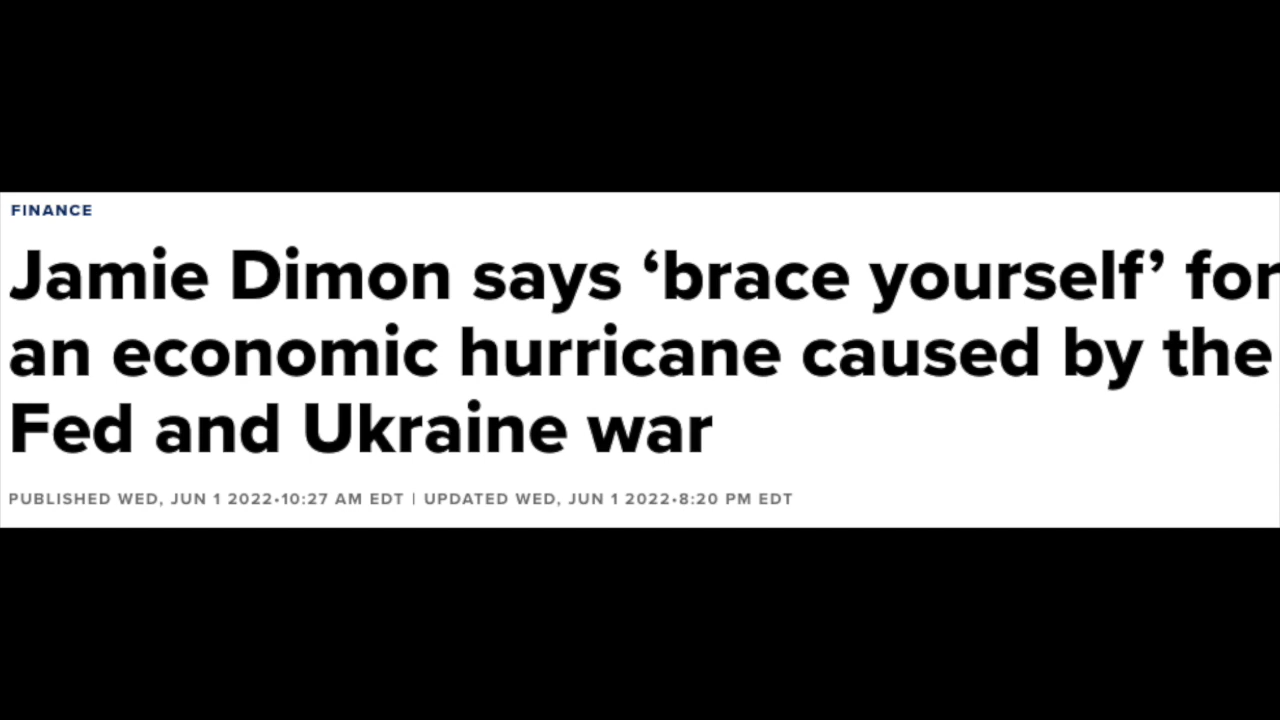 FINANCE
Jamie Dimon says ‘brace yourself’ for
an economic hurricane caused by the
Fed and Ukraine war
PUBLISHED WED, JUN 1 2022•10:27 AM EDT | UPDATED WED, JUN 1 2022•8:20 PM EDT